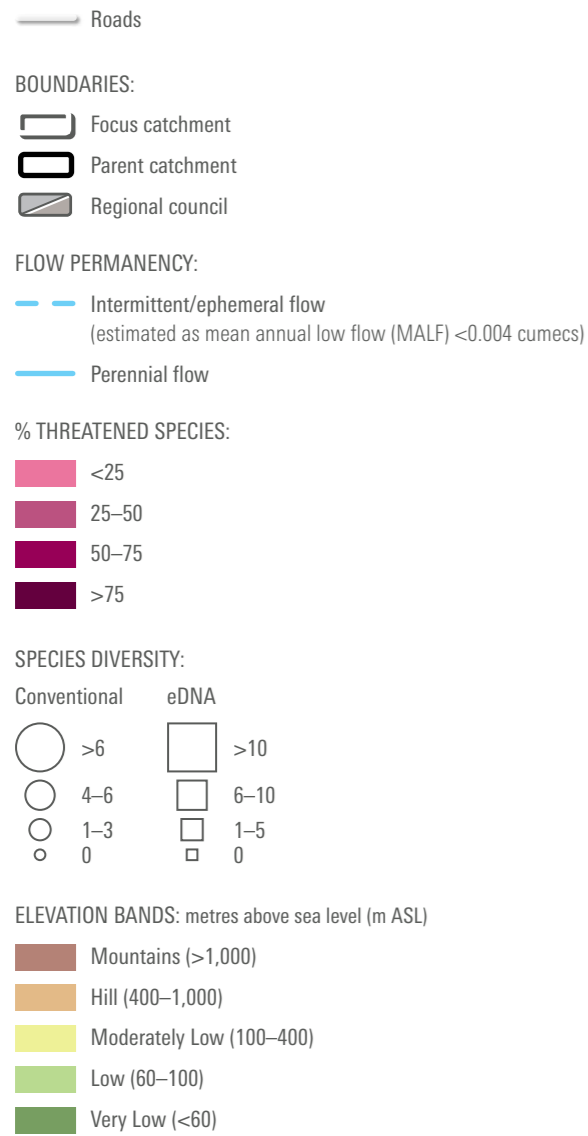 Roads
BOUNDARIES:
Focus catchment
Parent catchment
Regional council
FLOW PERMANENCY:
Intermittent/ephemeral flow
(estimated as mean annual low flow (MALF) <0.004 cumecs)
Perennial flow
% THREATENED SPECIES:
<25
25–50
50–75
>75
SPECIES DIVERSITY:
Conventional eDNA
>6 >10
4–6 6–10
1–3 1–5
0 0
ELEVATION BANDS: metres above sea level (m ASL)
Mountains (>1,000)
Hill (400–1,000)
Moderately Low (100–400)
Low (60–100)
Very Low (<60)